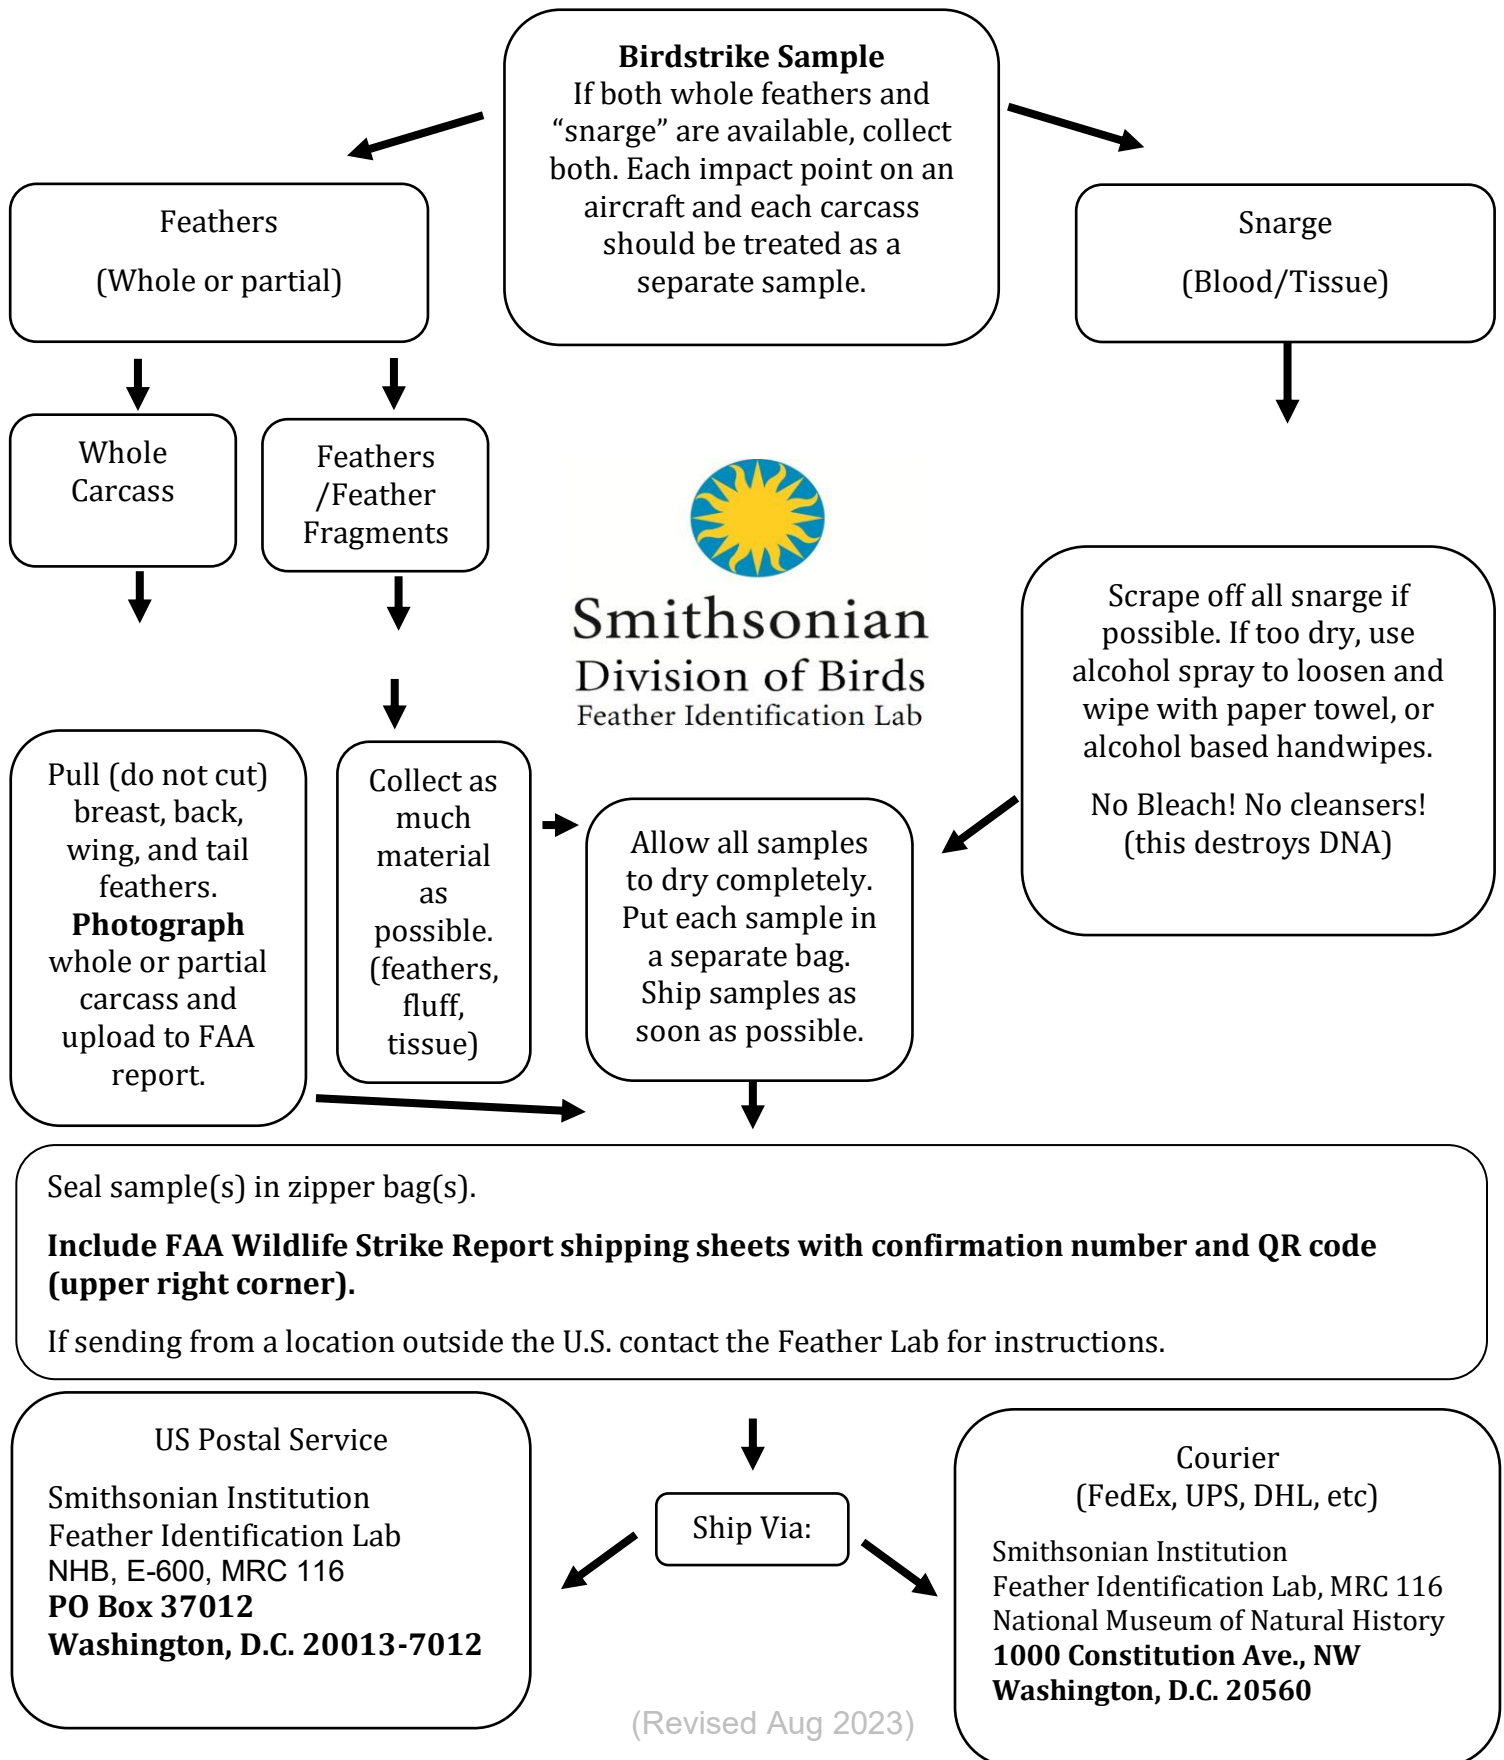 Birdstrike Sample
If both whole feathers and
“snarge” are available, collect
both. Each impact point on an
aircraft and each carcass
should be treated as a
separate sample.
Feathers
(Whole or partial)
Snarge
(Blood/Tissue)
Whole
Carcass
Feathers
/Feather
Fragments
Smithsonian
Division of Birds
Feather Identification Lab
Scrape off all snarge if
possible. If too dry, use
alcohol spray to loosen and
wipe with paper towel, or
alcohol based handwipes.
No Bleach! No cleansers!
(this destroys DNA)
Pull (do not cut)
breast, back,
wing, and tail
feathers.
Photograph
whole or partial
carcass and
upload to FAA
report.
Collect as
much
material
as
possible.
(feathers,
fluff,
tissue)
Allow all samples
to dry completely.
Put each sample in
a separate bag.
Ship samples as
soon as possible.
Seal sample(s) in zipper bag(s).
Include FAA Wildlife Strike Report shipping sheets with confirmation number and QR code
(upper right corner).
If sending from a location outside the U.S. contact the Feather Lab for instructions.
US Postal Service
Smithsonian Institution
Feather Identification Lab
NHB, E-600, MRC 116
PO Box 37012
Washington, D.C. 20013-7012
Ship Via:
Courier
(FedEx, UPS, DHL, etc)
Smithsonian Institution
Feather Identification Lab, MRC 116
National Museum of Natural History
1000 Constitution Ave., NW
Washington, D.C. 20560
(Revised Aug 2023)